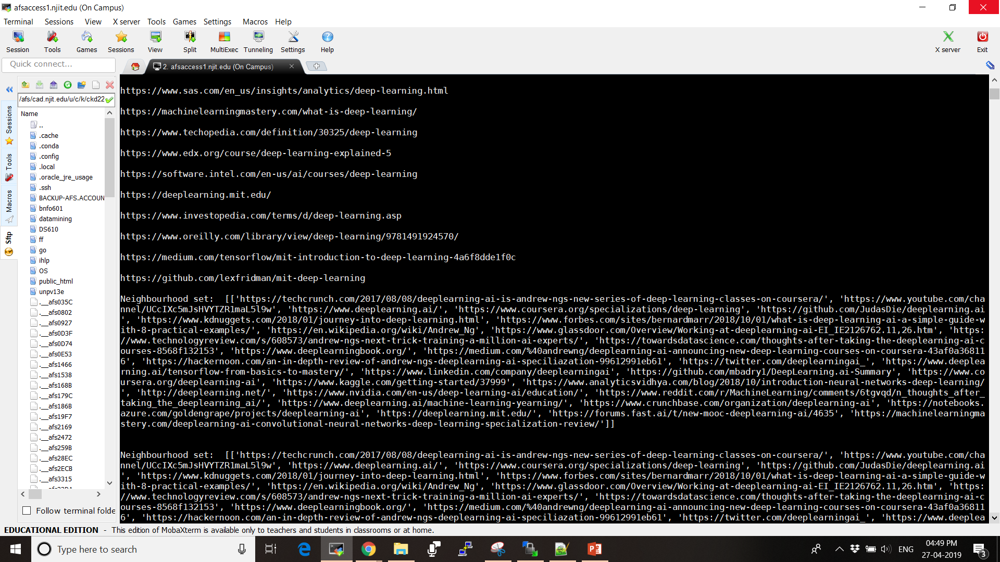 afsaccess1.njit.edu (On Campus)
Terminal Sessions View X server Tools Games Settings Macros Help
Session Tools Games Sessions View Split MultiExec Tunneling Settings Help X server Exit
Quick connect...
2. afsaccess1.njit.edu (On Campus)
/afs/cad.njit.edu/u/c/k/ckd22
Sessions
Tools
Macros
Sftp
Name
..
.cache
.conda
.config
.local
.oracle_jre_usage
.ssh
BACKUP-AFS.ACCOUN
bnfo601
datamining
DS610
ff
go
ihlp
OS
public_html
unpv13e
.__afs035C
.__afs0802
.__afs0927
.__afs0D3F
.__afs0D74
.__afs0E53
.__afs1466
.__afs1538
.__afs168B
.__afs179C
.__afs186B
.__afs19F7
.__afs2169
.__afs2472
.__afs259B
.__afs28EC
.__afs2ECB
.__afs3315
Follow terminal folde
https://www.sas.com/en_us/insights/analytics/deep-learning.html
https://machinelearningmastery.com/what-is-deep-learning/
https://www.techopedia.com/definition/30325/deep-learning
https://www.edx.org/course/deep-learning-explained-5
https://software.intel.com/en-us/ai/courses/deep-learning
https://deeplearning.mit.edu/
https://www.investopedia.com/terms/d/deep-learning.asp
https://www.oreilly.com/library/view/deep-learning/9781491924570/
https://medium.com/tensorflow/mit-introduction-to-deep-learning-4a6f8dde1f0c
https://github.com/lexfridman/mit-deep-learning
Neighbourhood set:  [['https://techcrunch.com/2017/08/08/deeplearning-ai-is-andrew-ngs-new-series-of-deep-learning-classes-on-coursera/', 'https://www.youtube.com/cha
nnel/UCcIXc5mJsHVYTZR1maL5l9w', 'https://www.deeplearning.ai/', 'https://www.coursera.org/specializations/deep-learning', 'https://github.com/JudasDie/deeplearning.ai
', 'https://www.kdnuggets.com/2018/01/journey-into-deep-learning.html', 'https://www.forbes.com/sites/bernardmarr/2018/10/01/what-is-deep-learning-ai-a-simple-guide-w
ith-8-practical-examples/', 'https://en.wikipedia.org/wiki/Andrew_Ng', 'https://www.glassdoor.com/Overview/Working-at-deeplearning-ai-EI_IE2126762.11,26.htm', 'https:
//www.technologyreview.com/s/608573/andrew-ngs-next-trick-training-a-million-ai-experts/', 'https://towardsdatascience.com/thoughts-after-taking-the-deeplearning-ai-c
ourses-8568f132153', 'https://www.deeplearningbook.org/', 'https://medium.com/%40andrewng/deeplearning-ai-announcing-new-deep-learning-courses-on-coursera-43af0a36811
6', 'https://hackernoon.com/an-in-depth-review-of-andrew-ngs-deeplearning-ai-speciliazation-99612991eb61', 'https://twitter.com/deeplearningai_', 'https://www.deeplea
rning.ai/tensorflow-from-basics-to-mastery/', 'https://www.linkedin.com/company/deeplearningai', 'https://github.com/mbadry1/DeepLearning.ai-Summary', 'https://www.co
ursera.org/deeplearning-ai', 'https://www.kaggle.com/getting-started/37999', 'https://www.analyticsvidhya.com/blog/2018/10/introduction-neural-networks-deep-learning/
', 'http://deeplearning.net/', 'https://www.nvidia.com/en-us/deep-learning-ai/education/', 'https://www.reddit.com/r/MachineLearning/comments/6tgvqd/n_thoughts_after_
taking_the_deeplearning_ai/', 'https://www.deeplearning.ai/machine-learning-yearning/', 'https://www.crunchbase.com/organization/deeplearning-ai', 'https://notebooks.
azure.com/goldengrape/projects/deeplearning-ai', 'https://deeplearning.mit.edu/', 'https://forums.fast.ai/t/new-mooc-deeplearning-ai/4635', 'https://machinelearningma
stery.com/deeplearning-ai-convolutional-neural-networks-deep-learning-specialization-review/']]
Neighbourhood set:  [['https://techcrunch.com/2017/08/08/deeplearning-ai-is-andrew-ngs-new-series-of-deep-learning-classes-on-coursera/', 'https://www.youtube.com/cha
nnel/UCcIXc5mJsHVYTZR1maL5l9w', 'https://www.deeplearning.ai/', 'https://www.coursera.org/specializations/deep-learning', 'https://github.com/JudasDie/deeplearning.ai
', 'https://www.kdnuggets.com/2018/01/journey-into-deep-learning.html', 'https://www.forbes.com/sites/bernardmarr/2018/10/01/what-is-deep-learning-ai-a-simple-guide-w
ith-8-practical-examples/', 'https://en.wikipedia.org/wiki/Andrew_Ng', 'https://www.glassdoor.com/Overview/Working-at-deeplearning-ai-EI_IE2126762.11,26.htm', 'https:
//www.technologyreview.com/s/608573/andrew-ngs-next-trick-training-a-million-ai-experts/', 'https://towardsdatascience.com/thoughts-after-taking-the-deeplearning-ai-c
ourses-8568f132153', 'https://www.deeplearningbook.org/', 'https://medium.com/%40andrewng/deeplearning-ai-announcing-new-deep-learning-courses-on-coursera-43af0a36811
6', 'https://hackernoon.com/an-in-depth-review-of-andrew-ngs-deeplearning-ai-speciliazation-99612991eb61', 'https://twitter.com/deeplearningai_', 'https://www.deeplea
EDUCATIONAL EDITION - This edition of MobaXterm is available only to teachers and students in classrooms or at home.
Type here to search
ENG
04:49 PM
27-04-2019
3